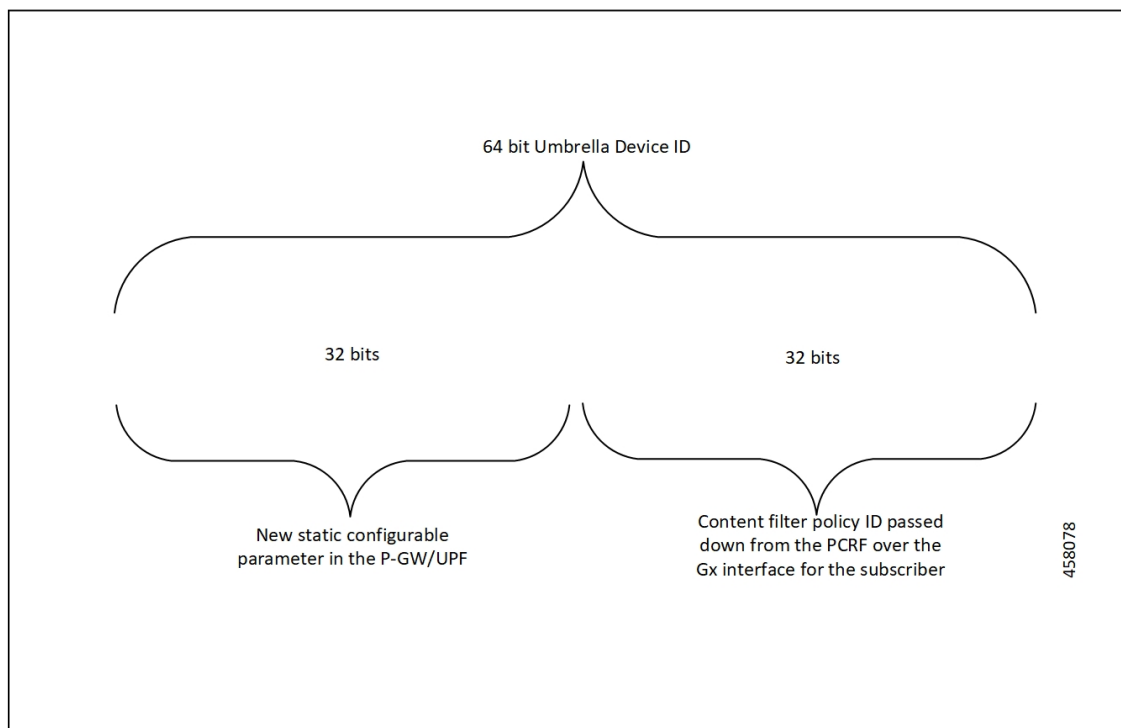 64 bit Umbrella Device ID
32 bits
32 bits
New static configurable
parameter in the P-GW/UPF
Content filter policy ID passed
down from the PCRF over the
Gx interface for the subscriber
458078